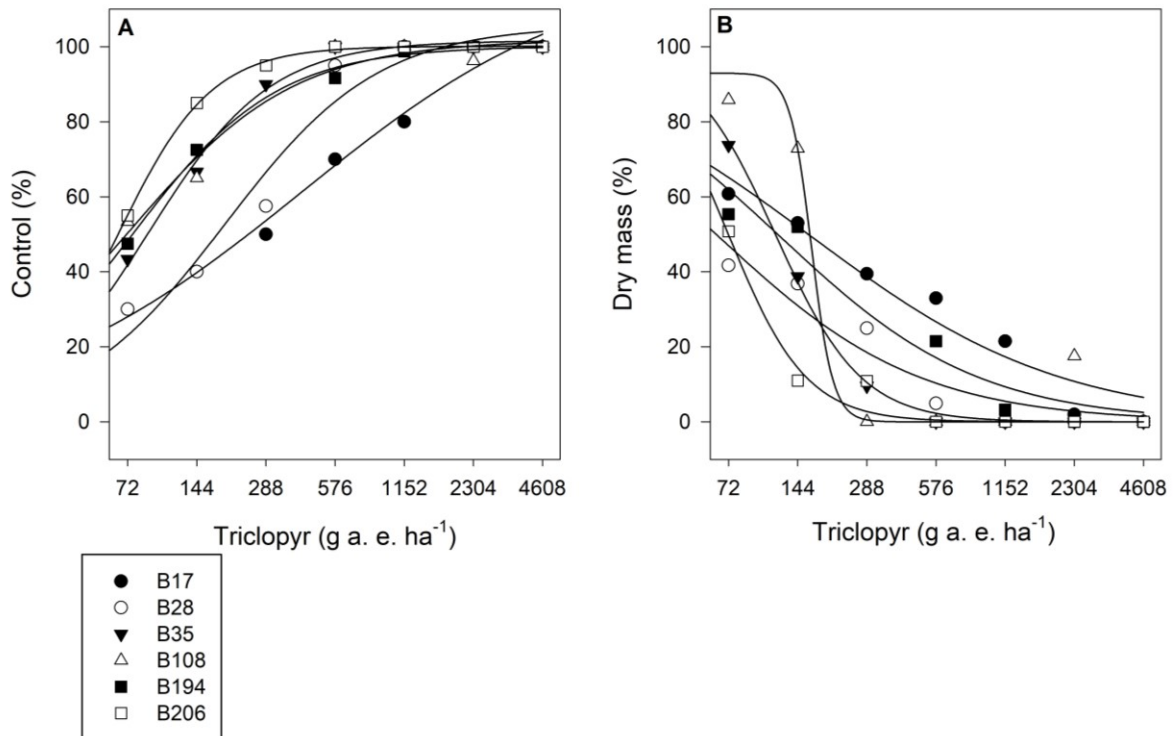 A
Control (%)
100
80
60
40
20
0
72 144 288 576 1152 2304 4608
Triclopyr (g a. e. ha⁻¹)
B
Dry mass (%)
100
80
60
40
20
0
72 144 288 576 1152 2304 4608
Triclopyr (g a. e. ha⁻¹)
B17
B28
B35
B108
B194
B206